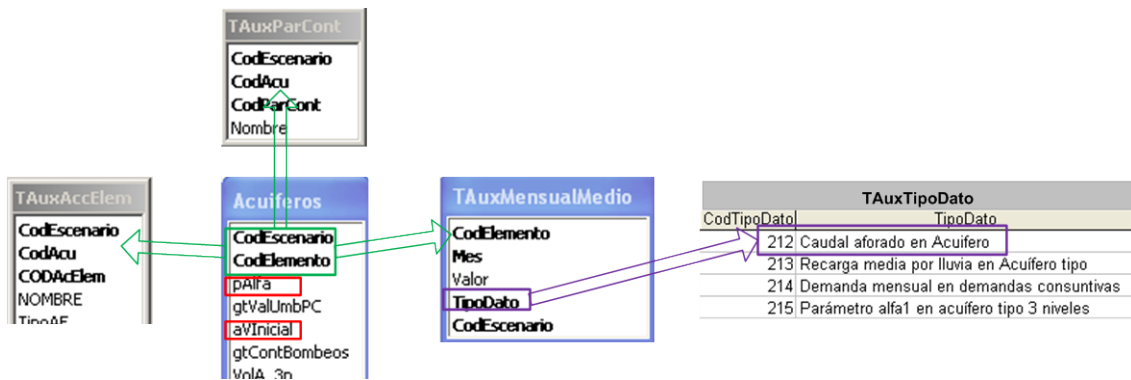 TAuxParCont
CodEscenario
CodAcu
CodParCont
Nombre
TAuxAccElem
CodEscenario
CodAcu
CODAcElem
NOMBRE
TipoAE
Acuiferos
CodEscenario
CodElemento
pAlfa
gtValUmbPC
aVInicial
gtContBombeos
VolA_3n
TAuxMensualMedio
CodElemento
Mes
Valor
TipoDato
CodEscenario
TAuxTipoDato
CodTipoDato TipoDato
212 Caudal aforado en Acuifero
213 Recarga media por lluvia en Acuífero tipo
214 Demanda mensual en demandas consuntivas
215 Parámetro alfa1 en acuífero tipo 3 niveles